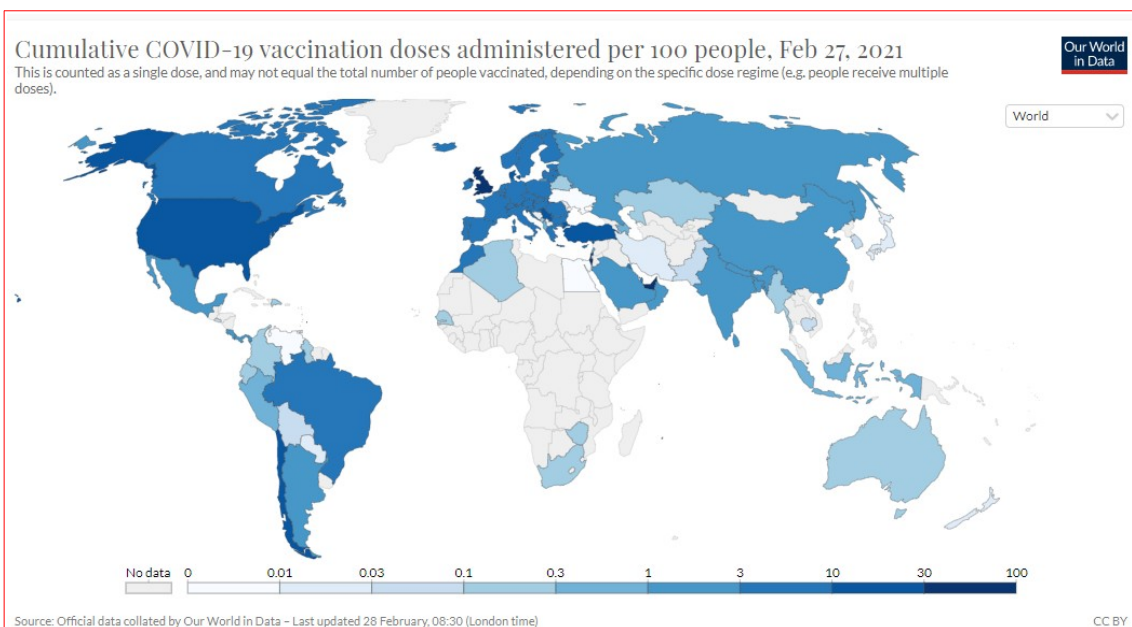 Cumulative COVID-19 vaccination doses administered per 100 people, Feb 27, 2021
This is counted as a single dose, and may not equal the total number of people vaccinated, depending on the specific dose regime (e.g. people receive multiple
doses).
Our World
in Data
World
No data 0 0.01 0.03 0.1 0.3 1 3 10 30 100
Source: Official data collated by Our World in Data – Last updated 28 February, 08:30 (London time)
CC BY